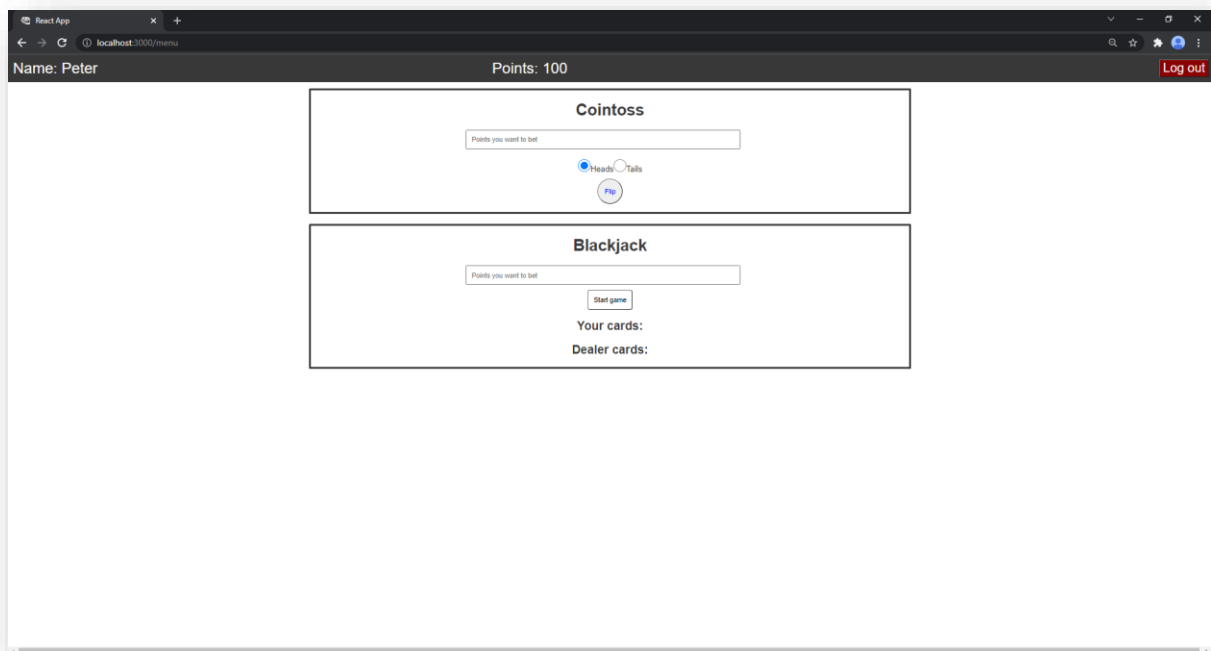 React App
localhost:3000/menu
Name: Peter Points: 100 Log out
Cointoss
Points you want to bet
Heads Tails
Flip
Blackjack
Points you want to bet
Start game
Your cards:
Dealer cards: